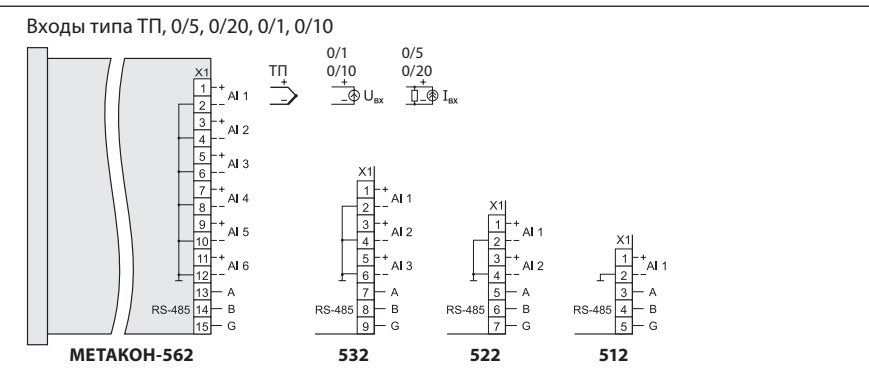 Входы типа ТП, 0/5, 0/20, 0/1, 0/10
0/1 0/5
ТП 0/10 0/20
+ + +
− − −
Uвх Iвх
X1
1 +
AI 1
2 −
3 +
AI 2
4 −
5 +
AI 3
6 −
7 +
AI 4
8 −
9 +
AI 5
10 −
11 +
AI 6
12 −
13 A
RS-485 14 B
15 G
МЕТАКОН-562
X1
1 +
AI 1
2 −
3 +
AI 2
4 −
5 +
AI 3
6 −
7 A
RS-485 8 B
9 G
532
X1
1 +
AI 1
2 −
3 +
AI 2
4 −
5 A
RS-485 6 B
7 G
522
X1
1 +
AI 1
2 −
3 A
RS-485 4 B
5 G
512